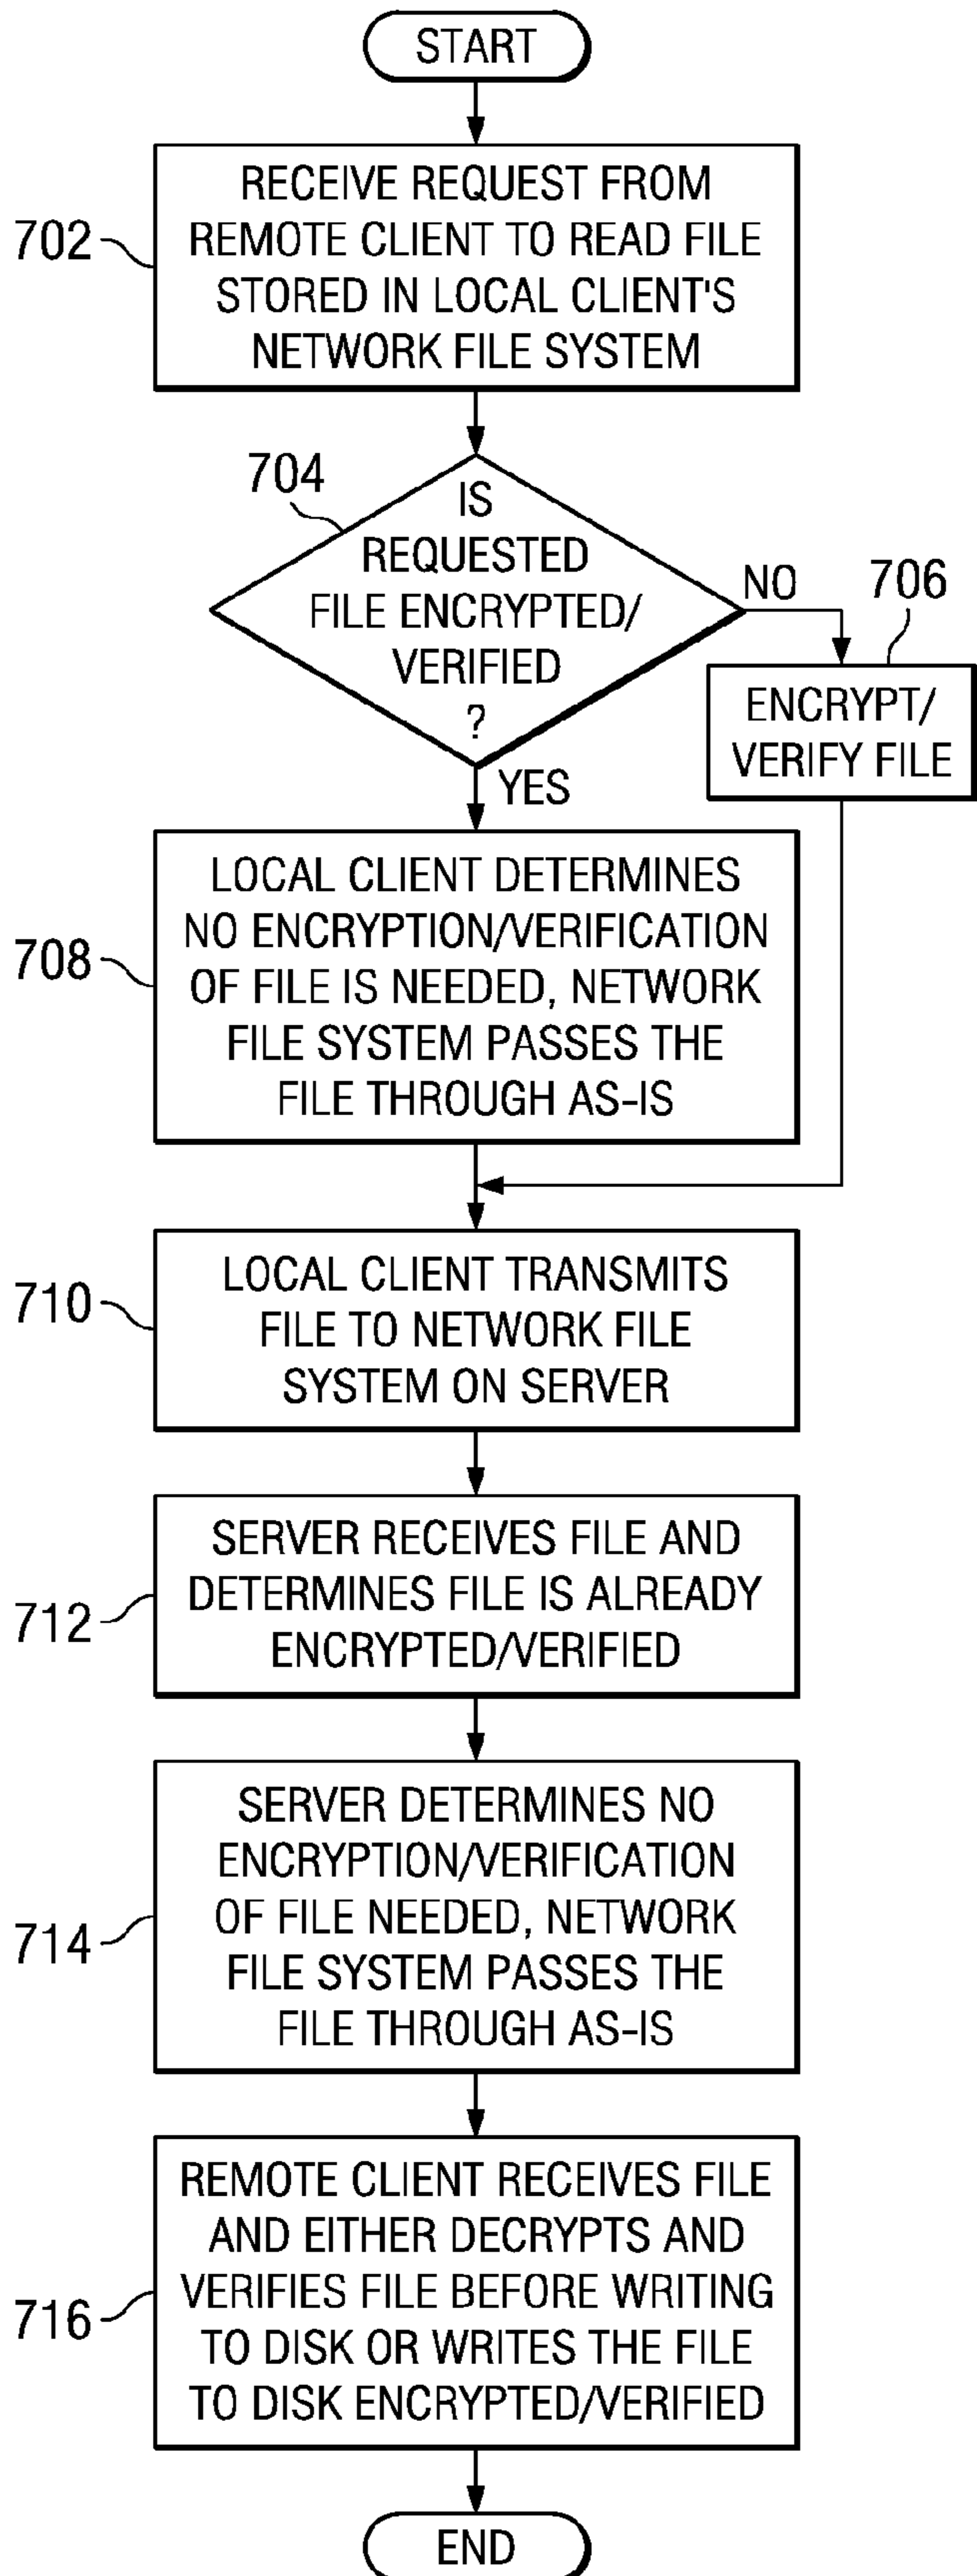 START
702
RECEIVE REQUEST FROM
REMOTE CLIENT TO READ FILE
STORED IN LOCAL CLIENT'S
NETWORK FILE SYSTEM
704
IS
REQUESTED
FILE ENCRYPTED/
VERIFIED
?
NO
706
ENCRYPT/
VERIFY FILE
YES
708
LOCAL CLIENT DETERMINES
NO ENCRYPTION/VERIFICATION
OF FILE IS NEEDED, NETWORK
FILE SYSTEM PASSES THE
FILE THROUGH AS-IS
710
LOCAL CLIENT TRANSMITS
FILE TO NETWORK FILE
SYSTEM ON SERVER
712
SERVER RECEIVES FILE AND
DETERMINES FILE IS ALREADY
ENCRYPTED/VERIFIED
714
SERVER DETERMINES NO
ENCRYPTION/VERIFICATION
OF FILE NEEDED, NETWORK
FILE SYSTEM PASSES THE
FILE THROUGH AS-IS
716
REMOTE CLIENT RECEIVES FILE
AND EITHER DECRYPTS AND
VERIFIES FILE BEFORE WRITING
TO DISK OR WRITES THE FILE
TO DISK ENCRYPTED/VERIFIED
END